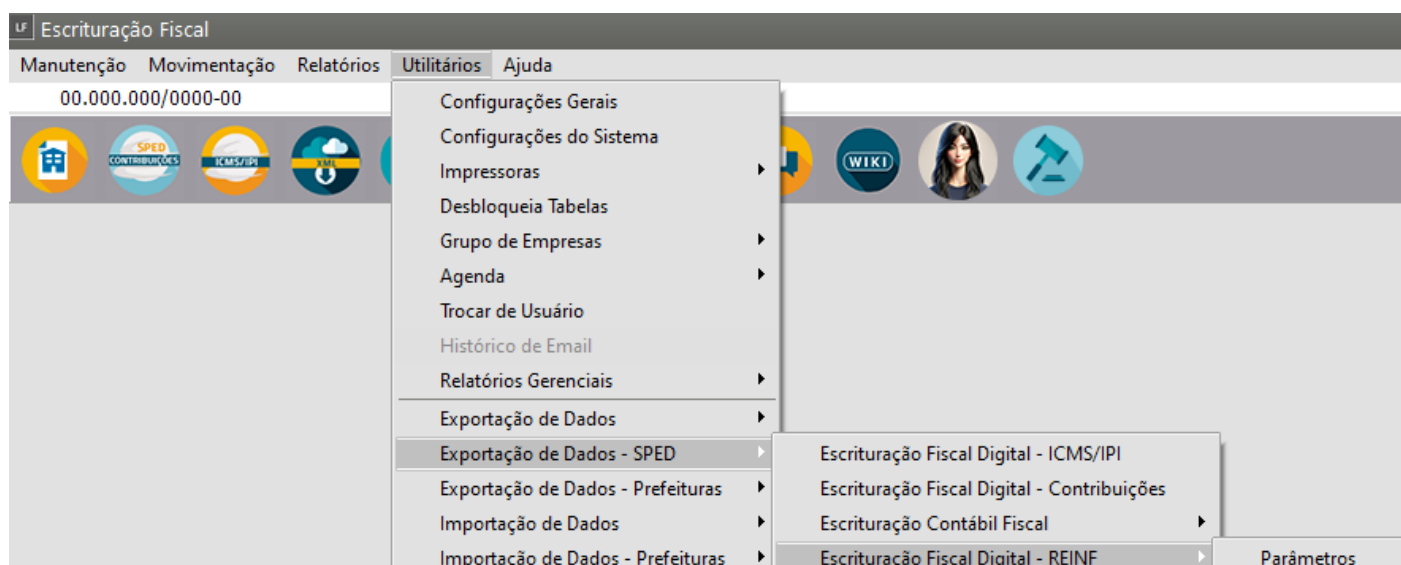 LF Escrituração Fiscal
Manutenção Movimentação Relatórios Utilitários Ajuda
00.000.000/0000-00
SPED CONTRIBUIÇÕES
ICMS/IPI
XML
WIKI
Configurações Gerais
Configurações do Sistema
Impressoras
Desbloqueia Tabelas
Grupo de Empresas
Agenda
Trocar de Usuário
Histórico de Email
Relatórios Gerenciais
Exportação de Dados
Exportação de Dados - SPED
Exportação de Dados - Prefeituras
Importação de Dados
Importação de Dados - Prefeituras
Escrituração Fiscal Digital - ICMS/IPI
Escrituração Fiscal Digital - Contribuições
Escrituração Contábil Fiscal
Escrituração Fiscal Digital - REINF
Parâmetros